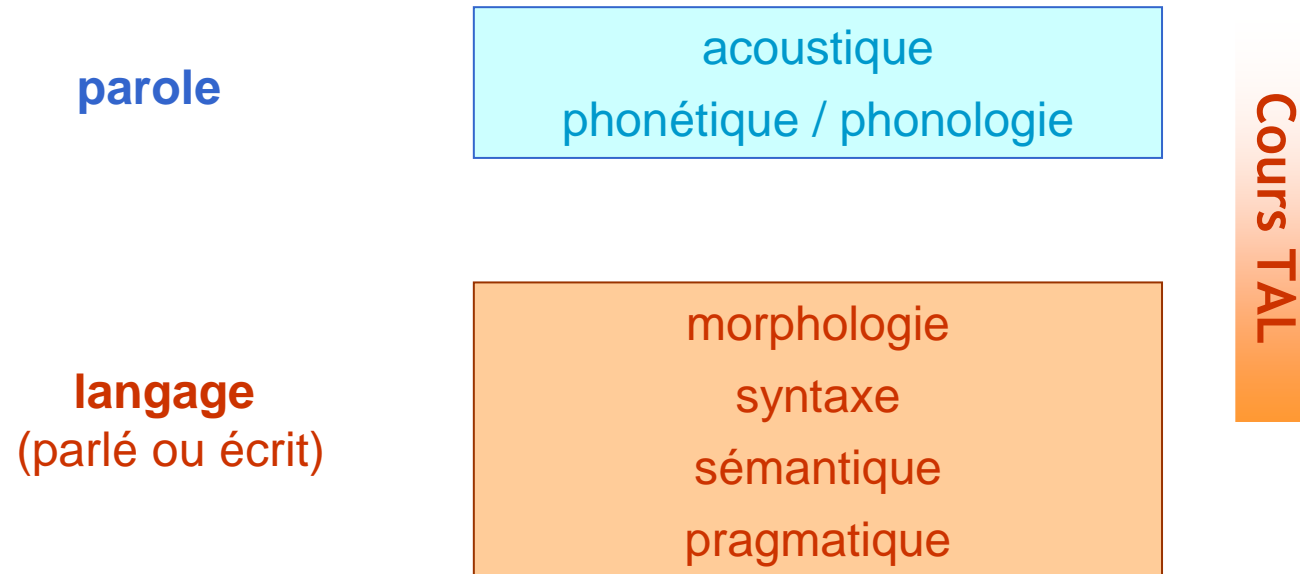 parole
acoustique
phonétique / phonologie
langage
(parlé ou écrit)
morphologie
syntaxe
sémantique
pragmatique
Cours TAL